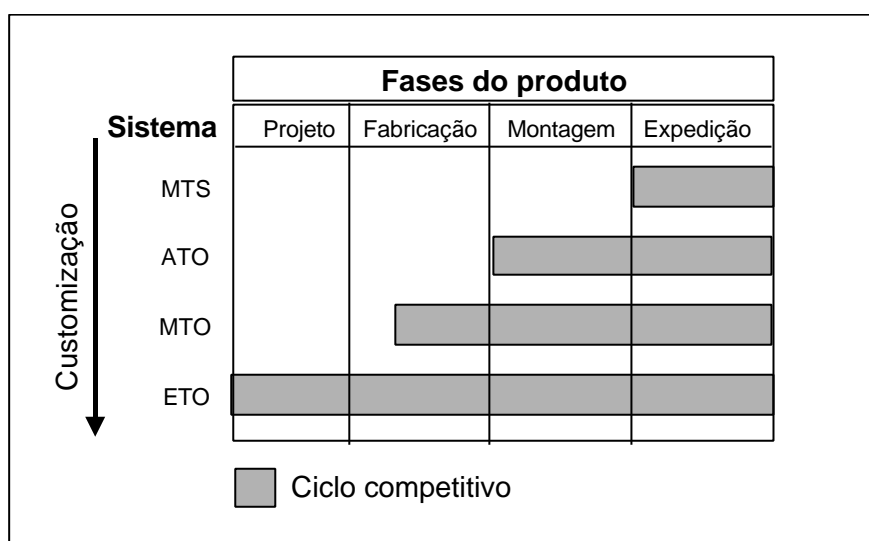 Fases do produto
Sistema Projeto Fabricação Montagem Expedição
MTS
ATO
MTO
ETO
Customização
Ciclo competitivo